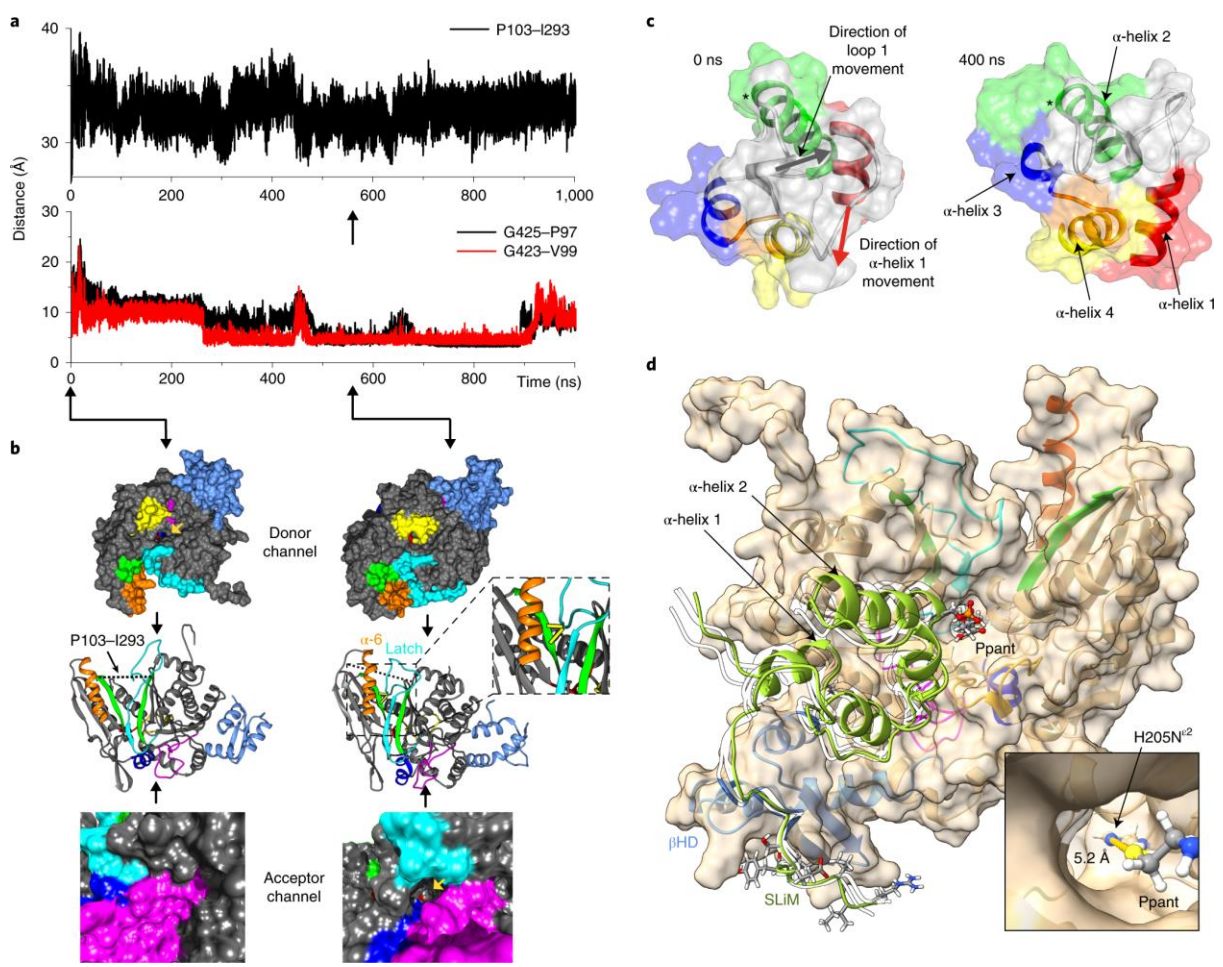 a
P103–I293
40
30
Distance (Å)
0
200
400
600
800
1,000
G425–P97
G423–V99
30
20
10
0
0
200
400
600
800
Time (ns)
1,000
b
Donor
channel
P103–I293
α-6
Latch
Acceptor
channel
c
0 ns
Direction of
loop 1
movement
*
Direction of
α-helix 1
movement
400 ns
α-helix 2
*
α-helix 3
α-helix 4
α-helix 1
d
α-helix 2
α-helix 1
Ppant
βHD
SLiM
H205Nε2
5.2 Å
Ppant